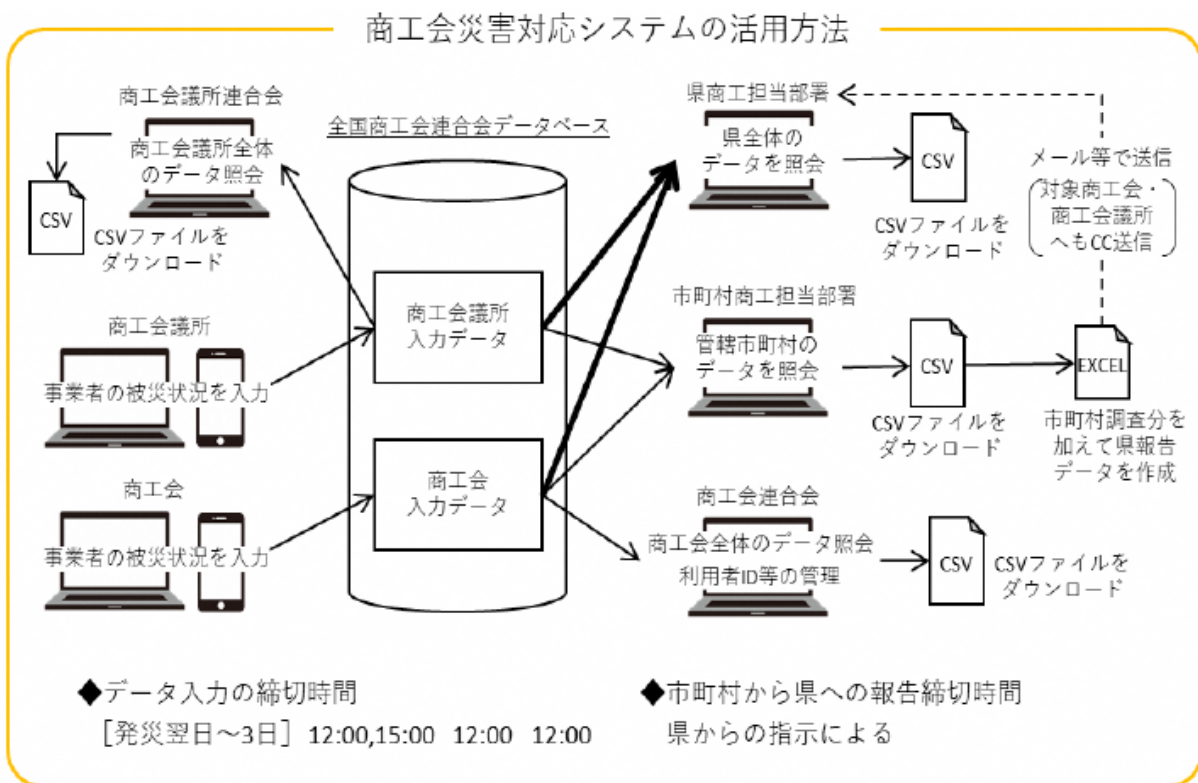 商工会災害対応システムの活用方法
商工会議所連合会
商工会議所全体
のデータ照会
CSV
CSVファイルを
ダウンロード
商工会議所
事業者の被災状況を入力
商工会
事業者の被災状況を入力
全国商工会連合会データベース
商工会議所
入力データ
商工会
入力データ
県商工担当部署
県全体の
データを照会
CSV
CSVファイルを
ダウンロード
メール等で送信
対象商工会・
商工会議所
へもCC送信
市町村商工担当部署
管轄市町村の
データを照会
CSV
CSVファイルを
ダウンロード
EXCEL
市町村調査分を
加えて県報告
データを作成
商工会連合会
商工会全体のデータ照会
利用者ID等の管理
CSV
CSVファイルを
ダウンロード
◆データ入力の締切時間
［発災翌日～3日］ 12:00,15:00 12:00 12:00
◆市町村から県への報告締切時間
県からの指示による